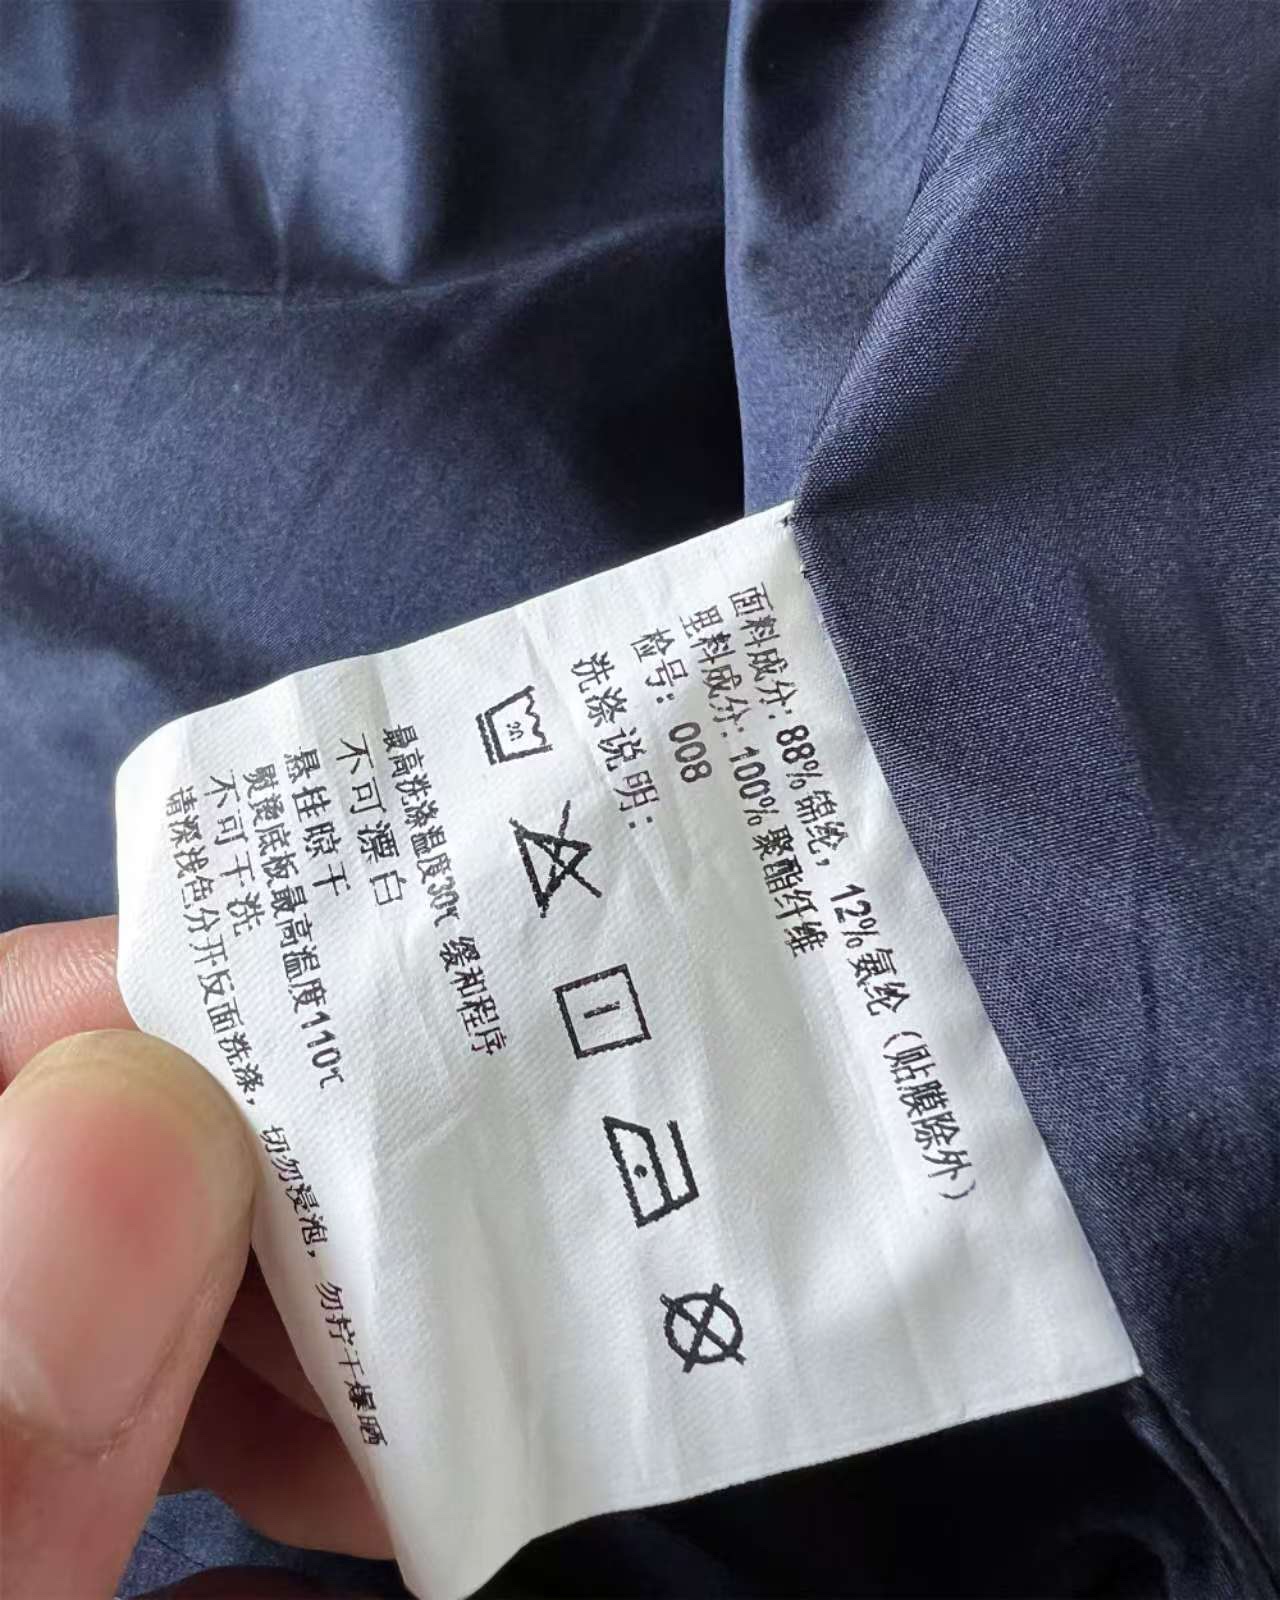 面料成分: 88%锦纶, 12%氨纶 (贴膜除外)
里料成分: 100%聚酯纤维
检号: 008
洗涤说明:
最高洗涤温度30℃ 缓和程序
不可漂白
悬挂晾干
熨烫底板最高温度110℃
不可干洗
请深浅色分开反面洗涤, 切勿浸泡, 勿拧干爆晒